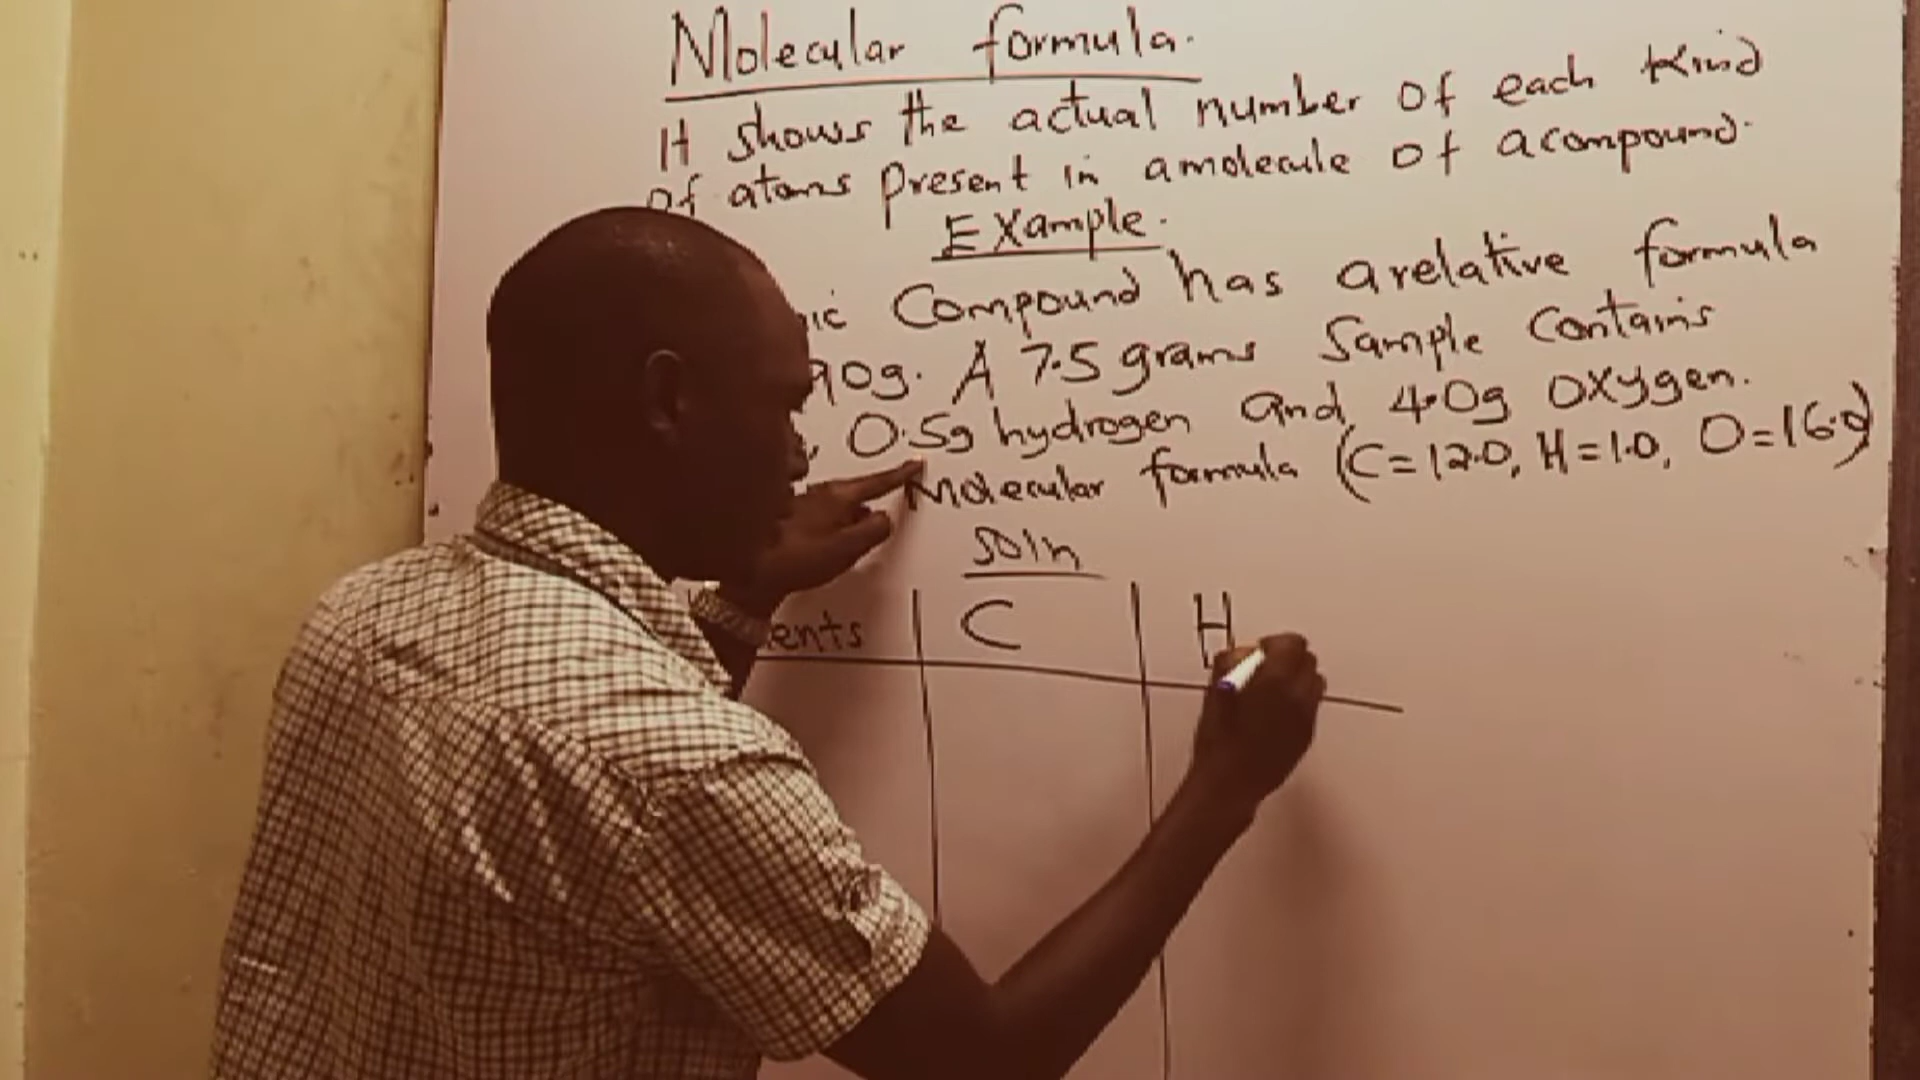 Molecular formula.
It shows the actual number of each kind
of atoms present in amolecule of acompound.
Example.
Compound has arelative formula
90g. A 7.5 grams Sample Contains
, 0.5g hydrogen and 4.0g oxygen.
Molecular formula (C=12.0, H=1.0, O=16.0)
soln
ents C H